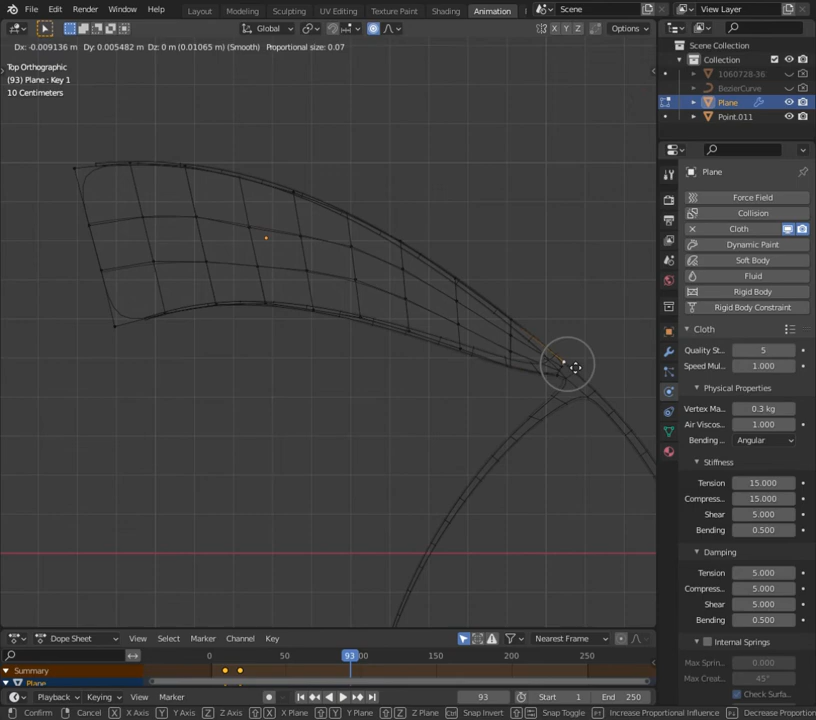 File Edit Render Window Help Layout Modeling Sculpting UV Editing Texture Paint Shading Animation Scene View Layer
Global Options
Dx: -0.009136 m Dy: 0.005482 m Dz: 0 m (0.01065 m) (Smooth) Proportional size: 0.07
Top Orthographic
(93) Plane : Key 1
10 Centimeters
Scene Collection
Collection
1060728-36
BezierCurve
Plane
Point.011
Plane
Force Field
Collision
Cloth
Dynamic Paint
Soft Body
Fluid
Rigid Body
Rigid Body Constraint
Cloth
Quality St... 5
Speed Mul... 1.000
Physical Properties
Vertex Ma... 0.3 kg
Air Viscos... 1.000
Bending ... Angular
Stiffness
Tension 15.000
Compress... 15.000
Shear 5.000
Bending 0.500
Damping
Tension 5.000
Compress... 5.000
Shear 5.000
Bending 0.500
Internal Springs
Max Sprin... 0.000
Max Creat... 45°
Check Surfa...
Dope Sheet View Select Marker Channel Key Nearest Frame
0 50 93 100 150 200 250
Summary
Plane
Playback Keying View Marker 93 Start 1 End 250
Confirm Cancel X X Axis Y Y Axis Z Z Axis X X Plane Y Y Plane Z Z Plane Ctrl Snap Invert Snap Toggle Increase Proportional Influence Decrease Proportion